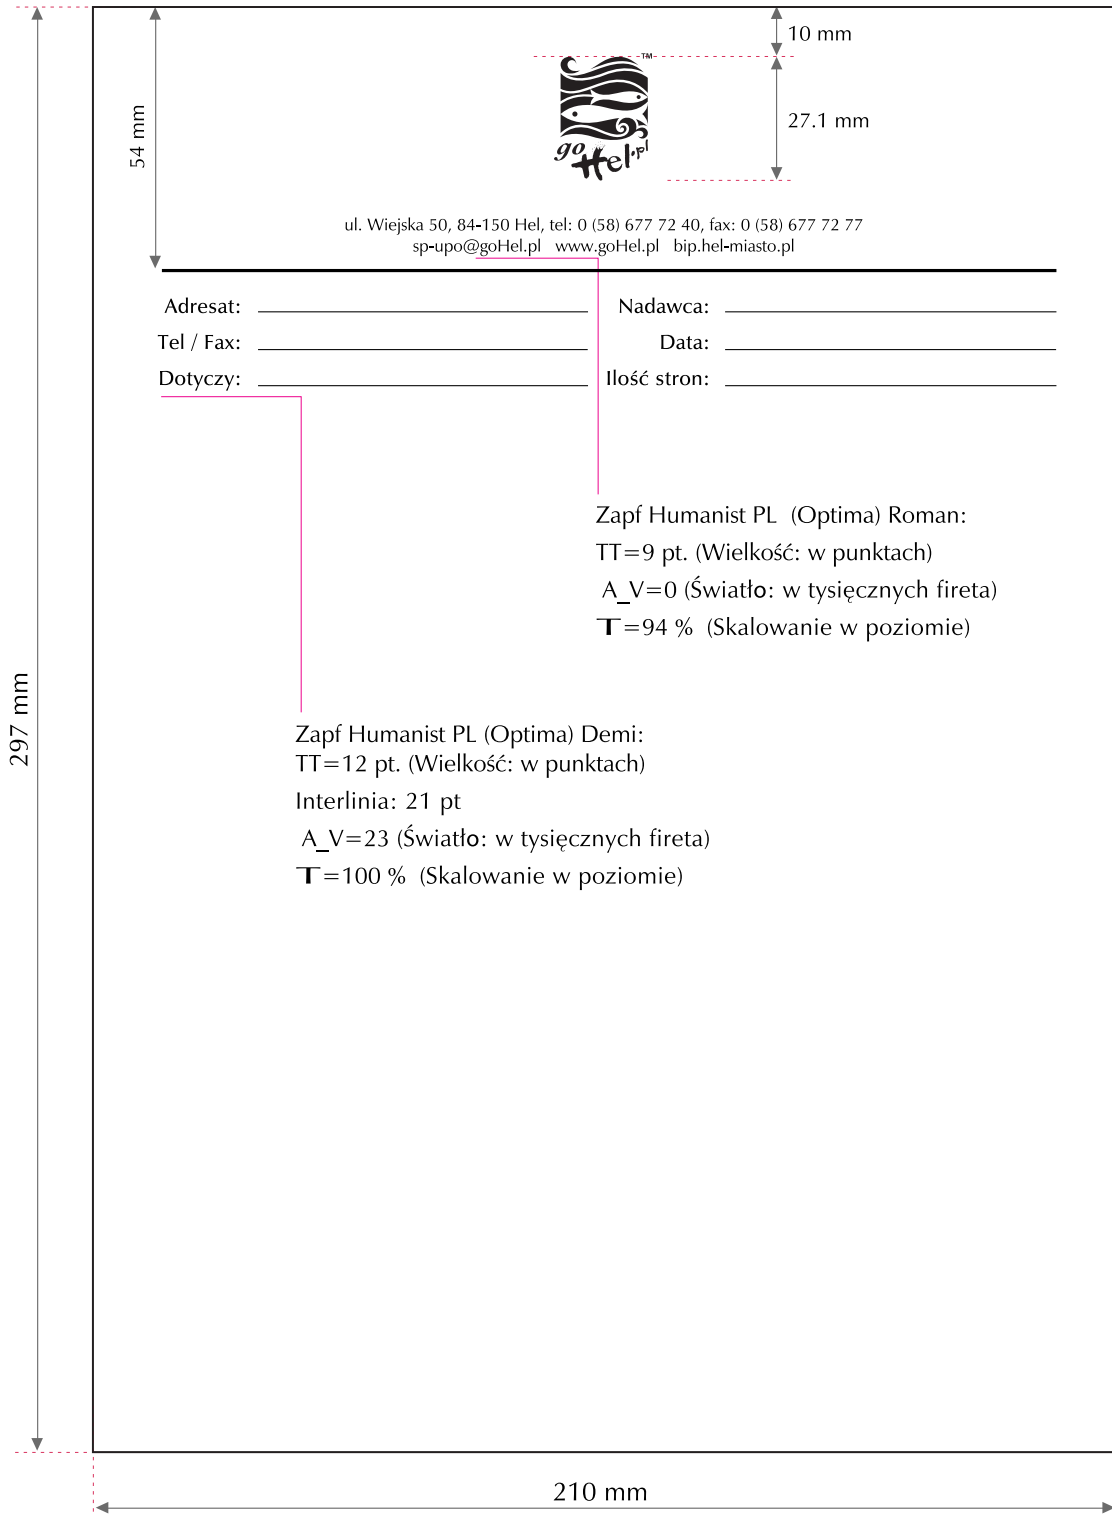 10 mm
54 mm
TM
27.1 mm
go Hel.pl
ul. Wiejska 50, 84-150 Hel, tel: 0 (58) 677 72 40, fax: 0 (58) 677 72 77
sp-upo@goHel.pl www.goHel.pl bip.hel-miasto.pl
Adresat: Nadawca:
Tel / Fax: Data:
Dotyczy: Ilość stron:
Zapf Humanist PL (Optima) Roman:
TT=9 pt. (Wielkość: w punktach)
A_V=0 (Światło: w tysięcznych fireta)
T=94 % (Skalowanie w poziomie)
297 mm
Zapf Humanist PL (Optima) Demi:
TT=12 pt. (Wielkość: w punktach)
Interlinia: 21 pt
A_V=23 (Światło: w tysięcznych fireta)
T=100 % (Skalowanie w poziomie)
210 mm